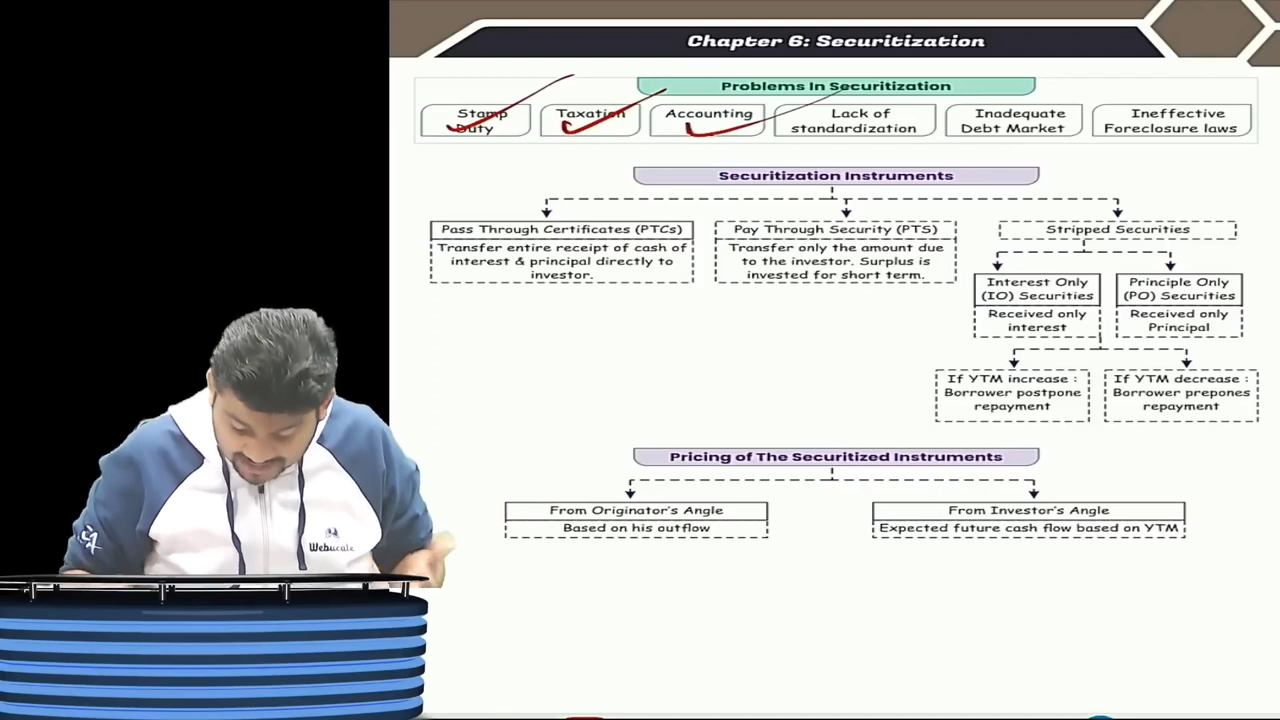 Chapter 6: Securitization
Problems In Securitization
Stamp
Duty
Taxation
Accounting
Lack of
standardization
Inadequate
Debt Market
Ineffective
Foreclosure laws
Securitization Instruments
Pass Through Certificates (PTCs)
Transfer entire receipt of cash of
interest & principal directly to
investor.
Pay Through Security (PTS)
Transfer only the amount due
to the investor. Surplus is
invested for short term.
Stripped Securities
Interest Only
(IO) Securities
Received only
interest
Principle Only
(PO) Securities
Received only
Principal
If YTM increase :
Borrower postpone
repayment
If YTM decrease :
Borrower prepones
repayment
Pricing of The Securitized Instruments
From Originator's Angle
Based on his outflow
From Investor's Angle
Expected future cash flow based on YTM
CA
Webucate